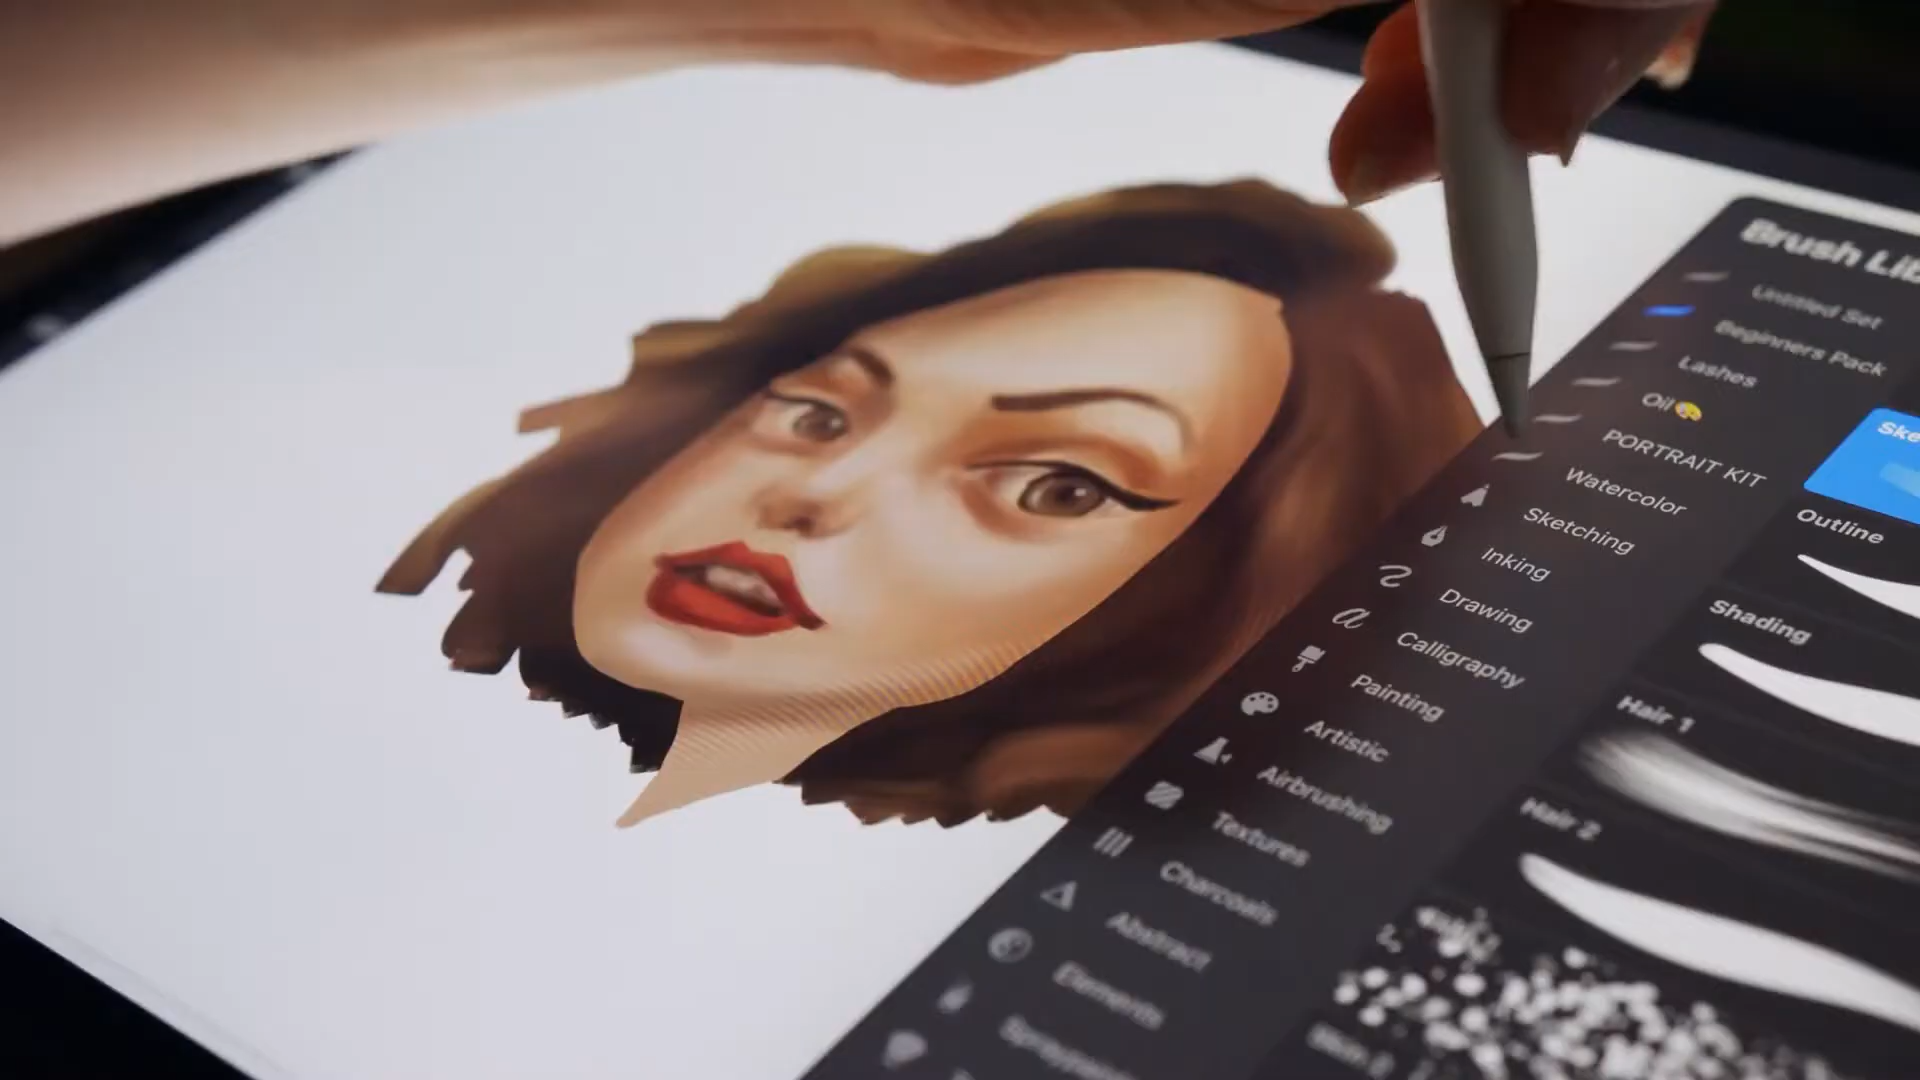 Brush Lib
Untitled Set
Beginners Pack
Lashes
Oil🎨
PORTRAIT KIT
Watercolor
Sketching
Inking
Drawing
Calligraphy
Painting
Artistic
Airbrushing
Textures
Charcoals
Abstract
Elements
Ske
Outline
Shading
Hair 1
Hair 2